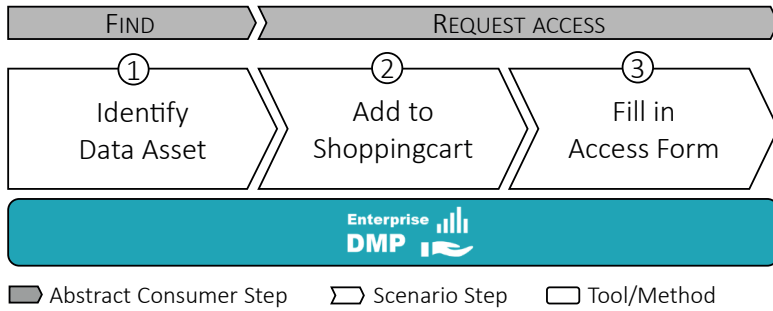 FIND
REQUEST ACCESS
1
Identify
Data Asset
2
Add to
Shoppingcart
3
Fill in
Access Form
Enterprise
DMP
Abstract Consumer Step
Scenario Step
Tool/Method